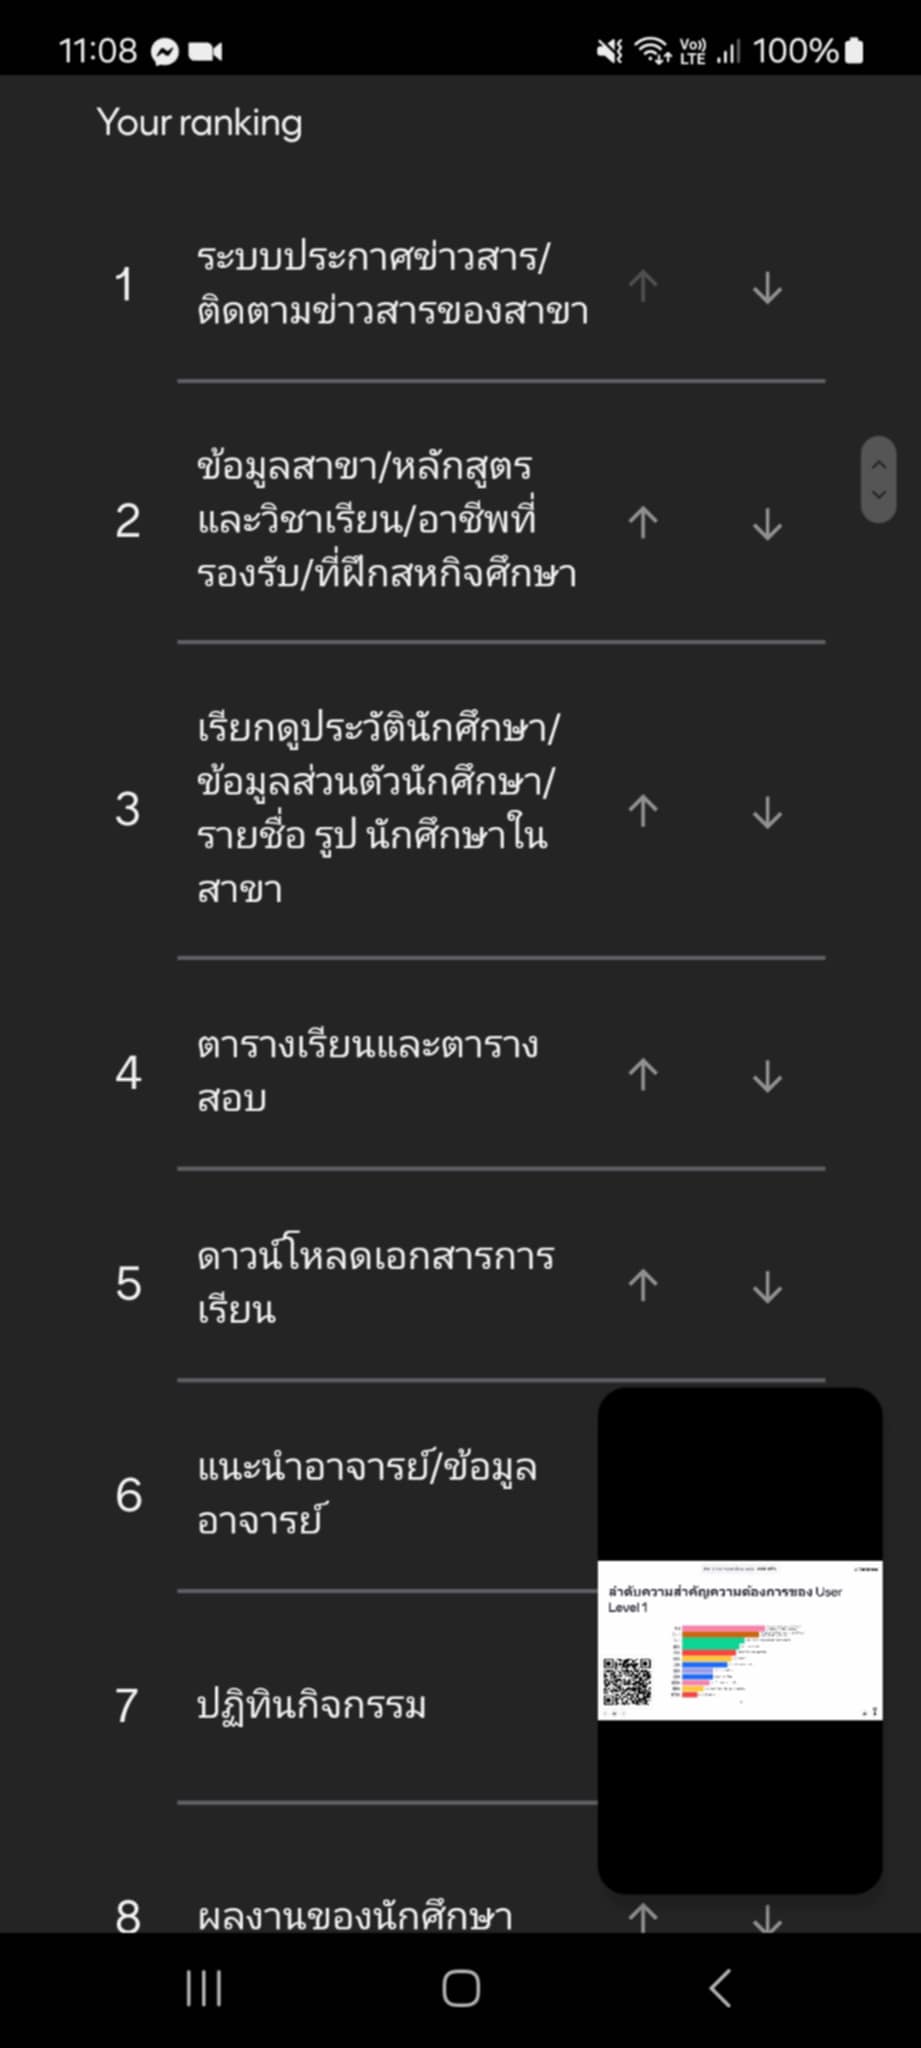 11:08
Vo)) LTE
100%
Your ranking
1
ระบบประกาศข่าวสาร/
ติดตามข่าวสารของสาขา
2
ข้อมูลสาขา/หลักสูตร
และวิชาเรียน/อาชีพที่
รองรับ/ที่ฝึกสหกิจศึกษา
3
เรียกดูประวัตินักศึกษา/
ข้อมูลส่วนตัวนักศึกษา/
รายชื่อ รูป นักศึกษาใน
สาขา
4
ตารางเรียนและตาราง
สอบ
5
ดาวน์โหลดเอกสารการ
เรียน
6
แนะนำอาจารย์/ข้อมูล
อาจารย์
ลำดับความสำคัญความต้องการของ User
Level 1
7
ปฏิทินกิจกรรม
8
ผลงานของนักศึกษา